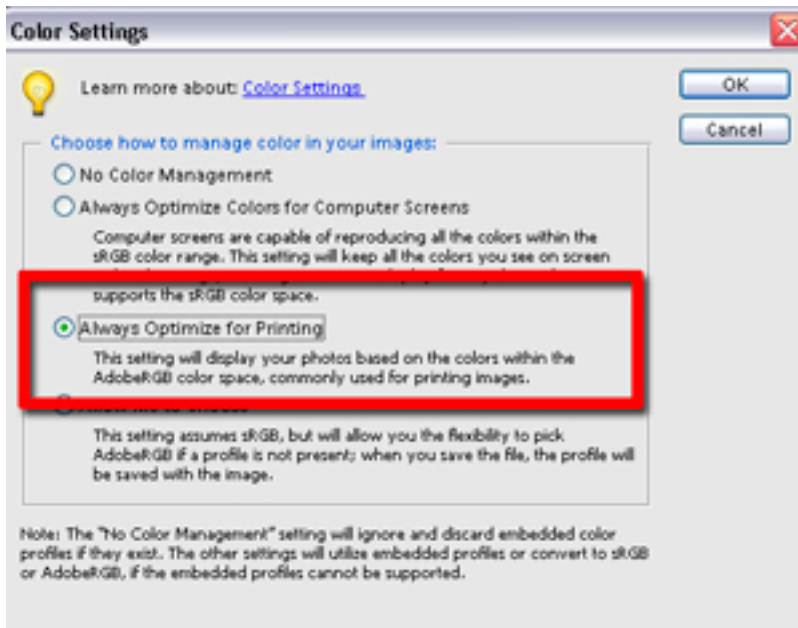 Color Settings
Learn more about: Color Settings
OK
Cancel
Choose how to manage color in your images:
No Color Management
Always Optimize Colors for Computer Screens
Computer screens are capable of reproducing all the colors within the
sRGB color range. This setting will keep all the colors you see on screen
supports the sRGB color space.
Always Optimize for Printing
This setting will display your photos based on the colors within the
AdobeRGB color space, commonly used for printing images.
This setting assumes sRGB, but will allow you the flexibility to pick
AdobeRGB if a profile is not present; when you save the file, the profile will
be saved with the image.
Note: The "No Color Management" setting will ignore and discard embedded color
profiles if they exist. The other settings will utilize embedded profiles or convert to sRGB
or AdobeRGB, if the embedded profiles cannot be supported.